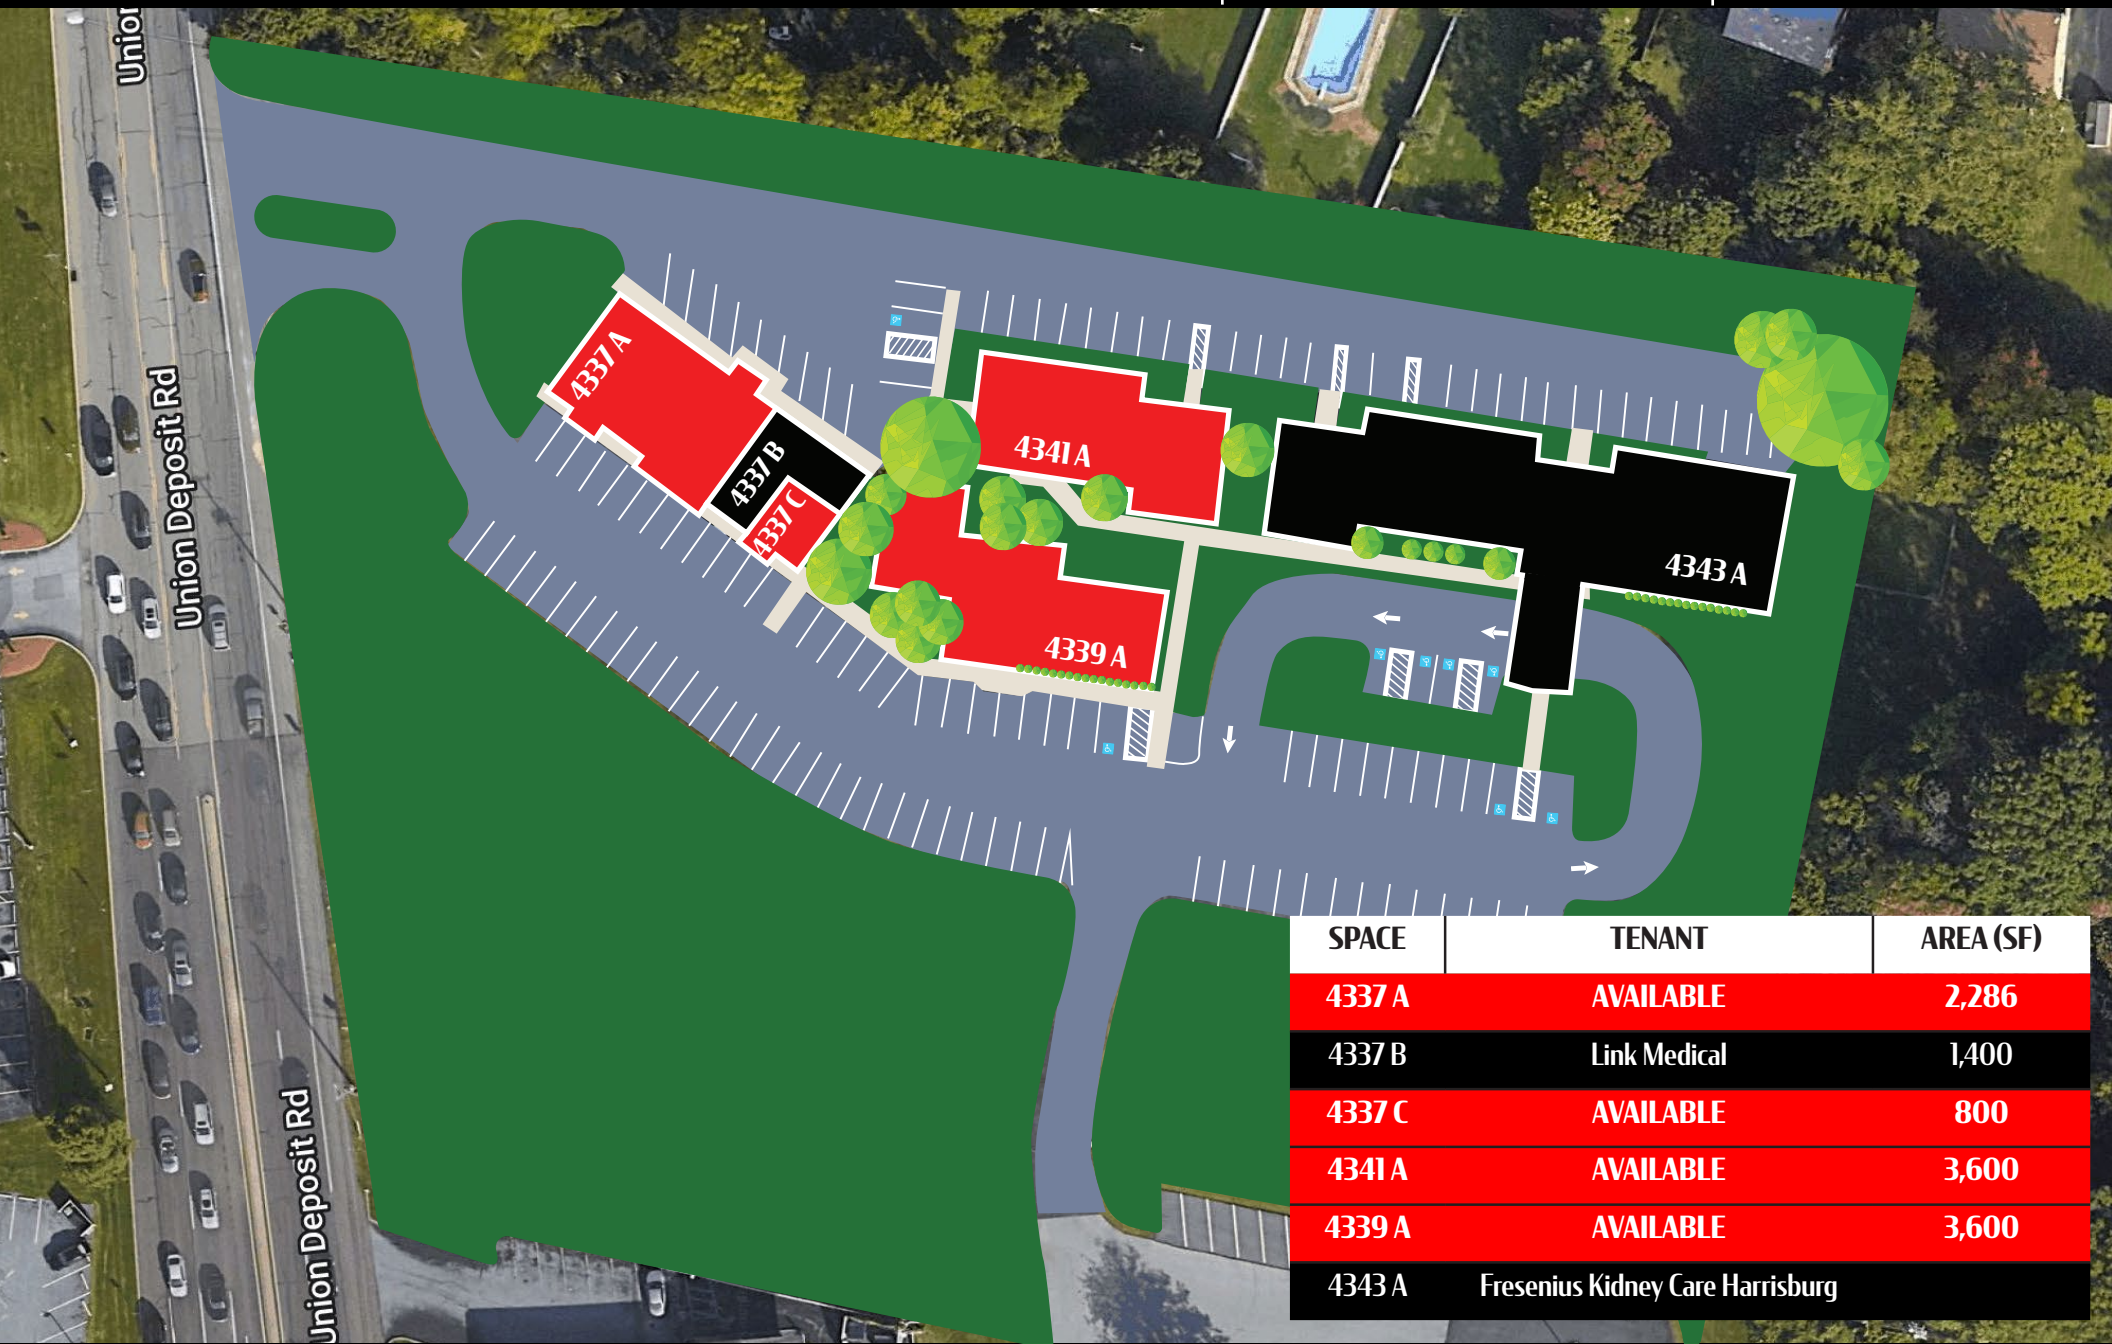 Union
Union Deposit Rd
Union Deposit Rd
4337 A
4337 B
4337 C
4341 A
4339 A
4343 A
SPACE TENANT AREA (SF)
4337 A AVAILABLE 2,286
4337 B Link Medical 1,400
4337 C AVAILABLE 800
4341 A AVAILABLE 3,600
4339 A AVAILABLE 3,600
4343 A Fresenius Kidney Care Harrisburg